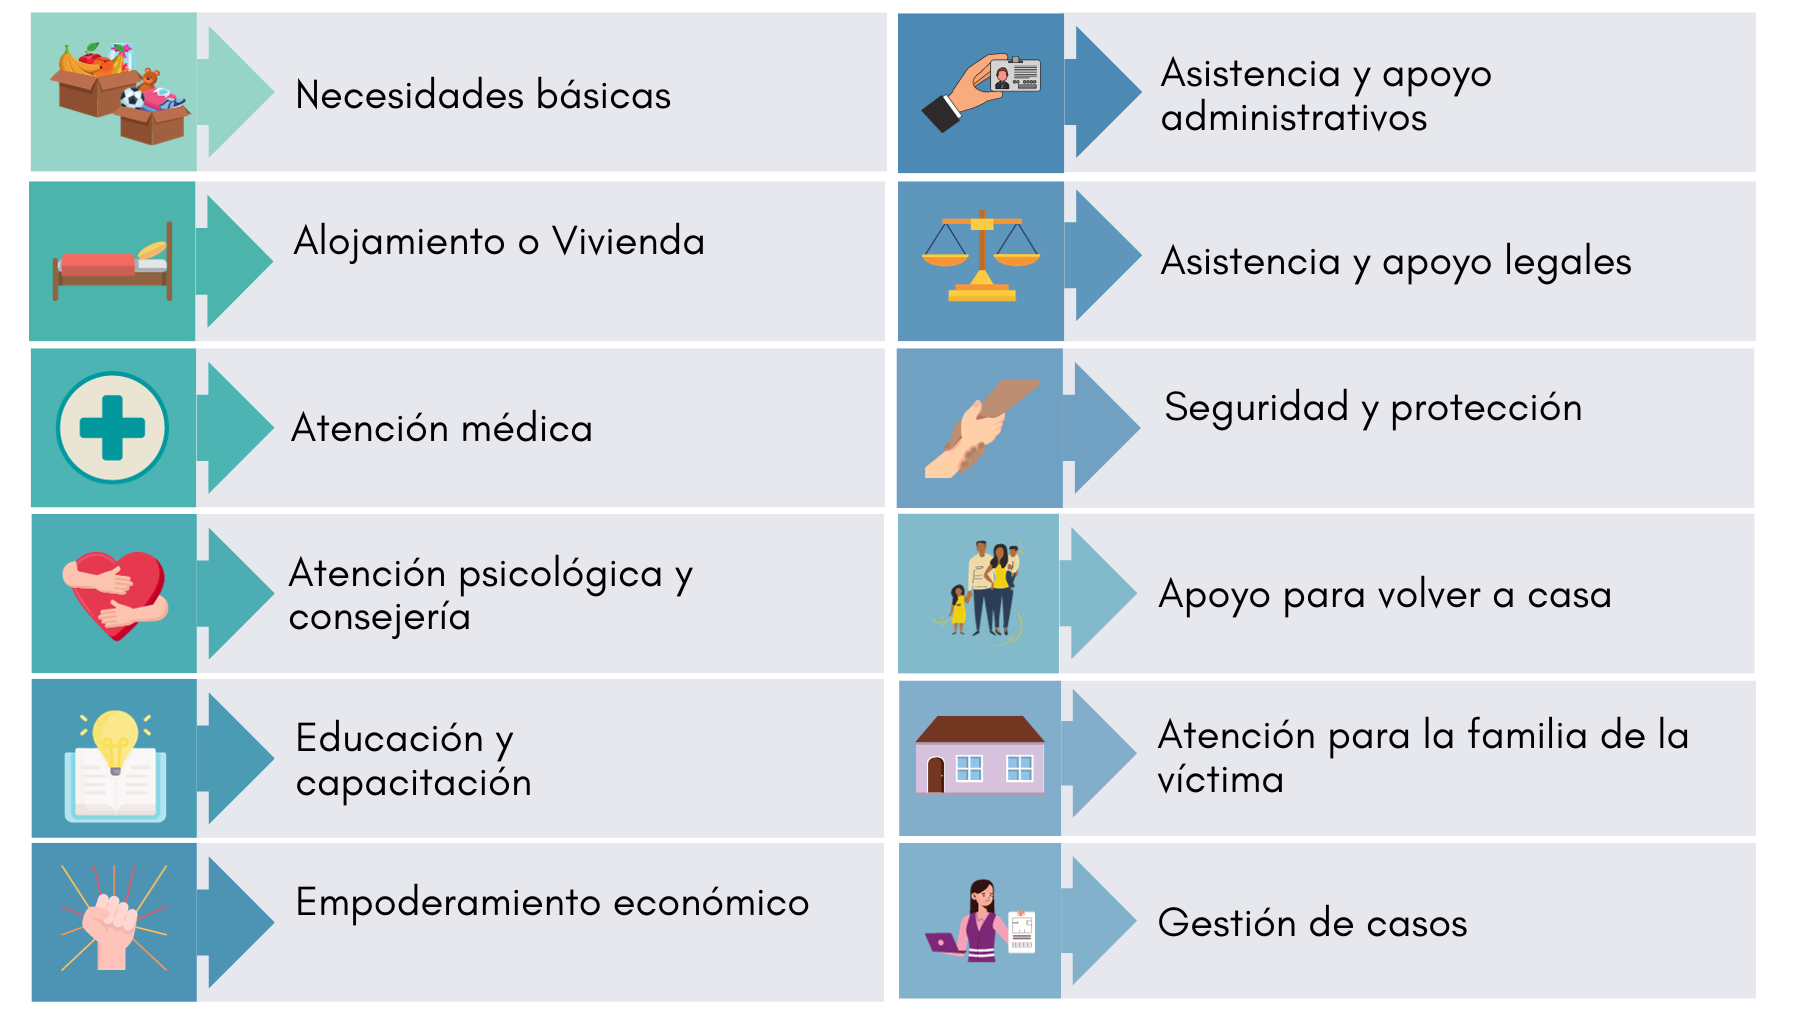 Necesidades básicas
Alojamiento o Vivienda
Atención médica
Atención psicológica y
consejería
Educación y
capacitación
Empoderamiento económico
Asistencia y apoyo
administrativos
Asistencia y apoyo legales
Seguridad y protección
Apoyo para volver a casa
Atención para la familia de la
víctima
Gestión de casos